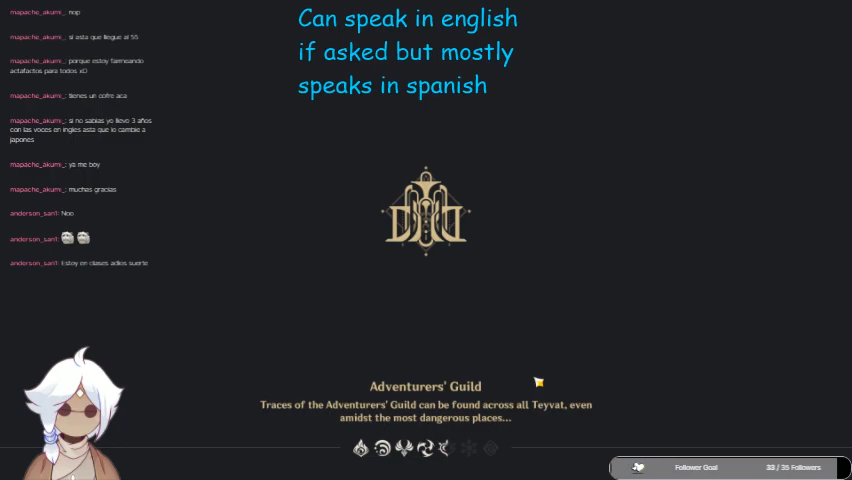 mapache_akumi_: nop
mapache_akumi_: si asta que llegue al 55
mapache_akumi_: porque estoy farmeando
actafactos para todos xD
mapache_akumi_: tienes un cofre aca
mapache_akumi_: si no sabias yo llevo 3 años
con las voces en ingles asta que lo cambie a
japones
mapache_akumi_: ya me boy
mapache_akumi_: muchas gracias
anderson_san1: Noo
anderson_san1:
anderson_san1: Estoy en clases adios suerte
Can speak in english
if asked but mostly
speaks in spanish
Adventurers' Guild
Traces of the Adventurers' Guild can be found across all Teyvat, even
amidst the most dangerous places...
Follower Goal
33 / 35 Followers